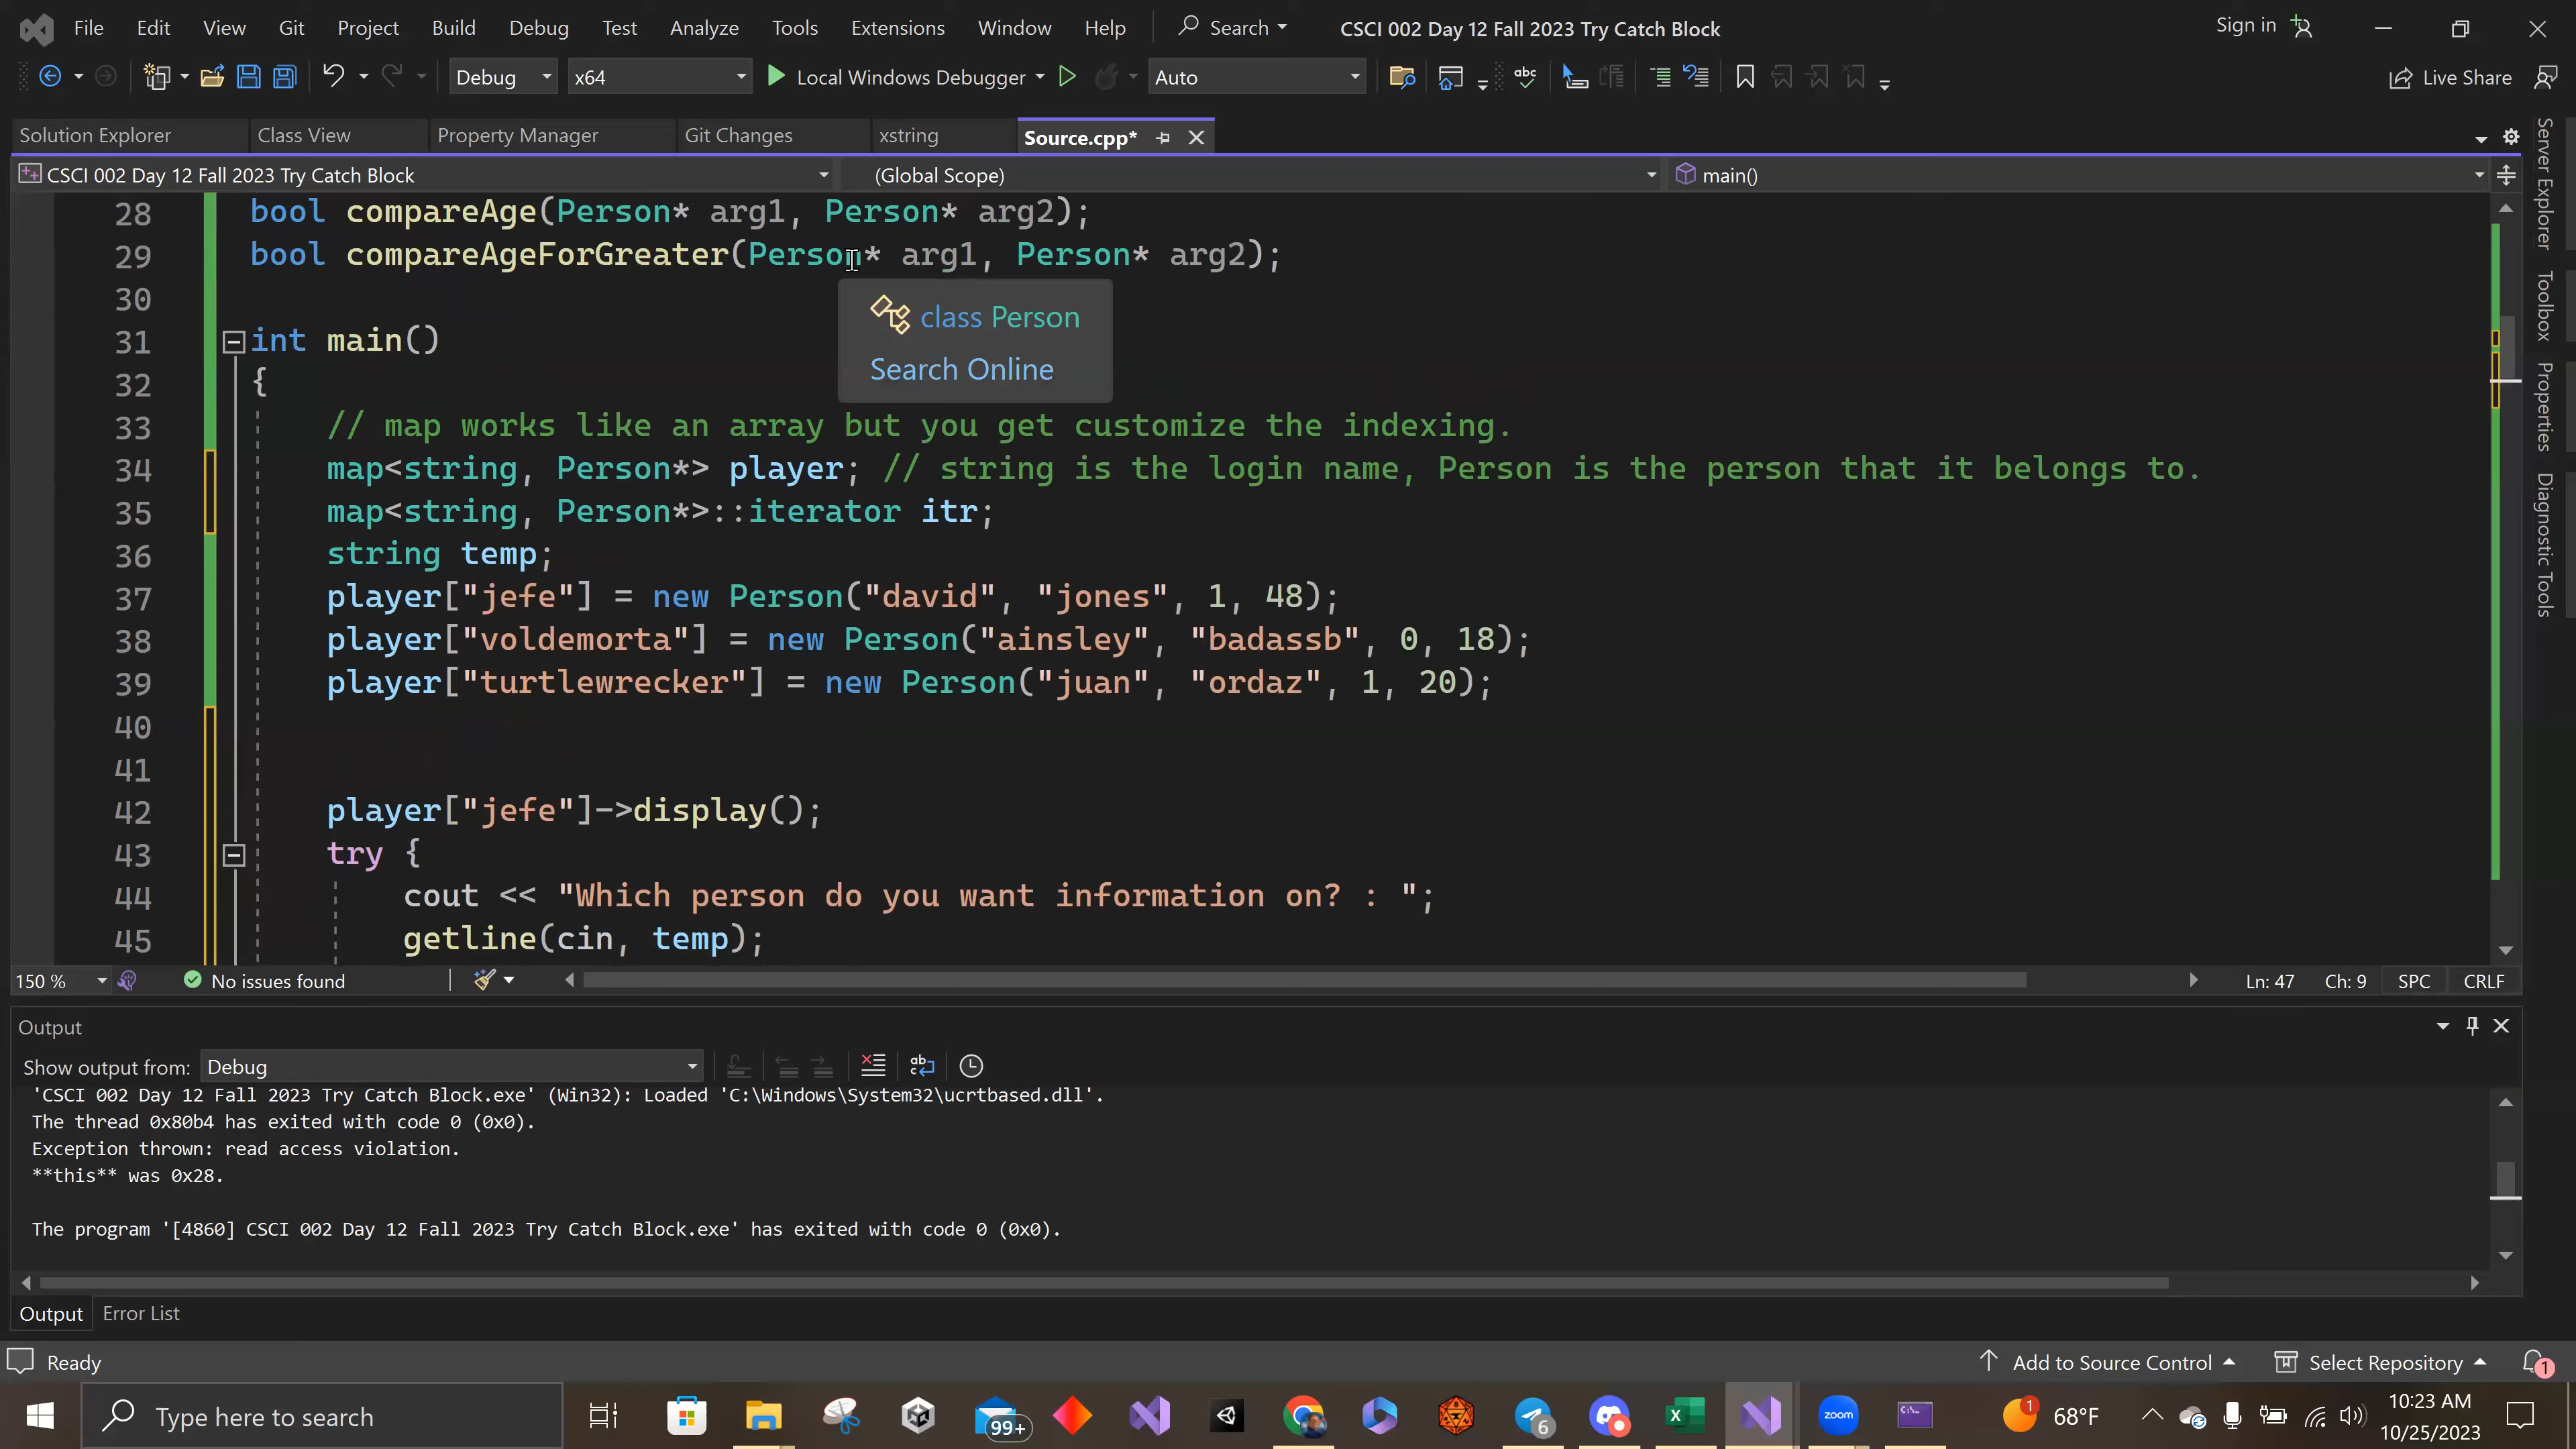 File Edit View Git Project Build Debug Test Analyze Tools Extensions Window Help Search CSCI 002 Day 12 Fall 2023 Try Catch Block Sign in
Debug x64 Local Windows Debugger Auto Live Share
Solution Explorer Class View Property Manager Git Changes xstring Source.cpp*
CSCI 002 Day 12 Fall 2023 Try Catch Block (Global Scope) main()
28 bool compareAge(Person* arg1, Person* arg2);
29 bool compareAgeForGreater(Person* arg1, Person* arg2);
30
class Person
Search Online
31 int main()
32 {
33 // map works like an array but you get customize the indexing.
34 map<string, Person*> player; // string is the login name, Person is the person that it belongs to.
35 map<string, Person*>::iterator itr;
36 string temp;
37 player["jefe"] = new Person("david", "jones", 1, 48);
38 player["voldemorta"] = new Person("ainsley", "badassb", 0, 18);
39 player["turtlewrecker"] = new Person("juan", "ordaz", 1, 20);
40
41
42 player["jefe"]->display();
43 try {
44 cout << "Which person do you want information on? : ";
45 getline(cin, temp);
150 % No issues found Ln: 47 Ch: 9 SPC CRLF
Server Explorer
Toolbox
Properties
Diagnostic Tools
Output
Show output from: Debug
'CSCI 002 Day 12 Fall 2023 Try Catch Block.exe' (Win32): Loaded 'C:\Windows\System32\ucrtbased.dll'.
The thread 0x80b4 has exited with code 0 (0x0).
Exception thrown: read access violation.
**this** was 0x28.
The program '[4860] CSCI 002 Day 12 Fall 2023 Try Catch Block.exe' has exited with code 0 (0x0).
Output Error List
Ready Add to Source Control Select Repository 1
Type here to search 99+ 6 zoom 1 68°F 10:23 AM
10/25/2023